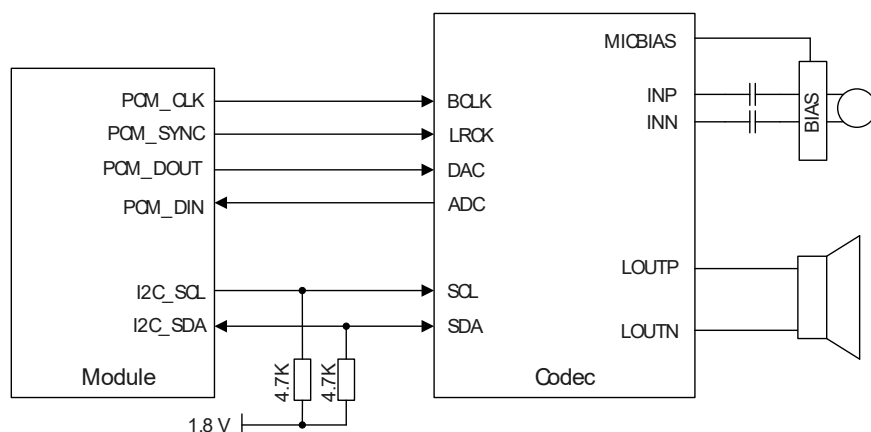 MICBIAS
PCM_CLK
BCLK
INP
INN
BIAS
PCM_SYNC
LRCK
PCM_DOUT
DAC
PCM_DIN
ADC
LOUTP
I2C_SCL
SCL
I2C_SDA
SDA
LOUTN
Module
4.7K
4.7K
Codec
1.8 V